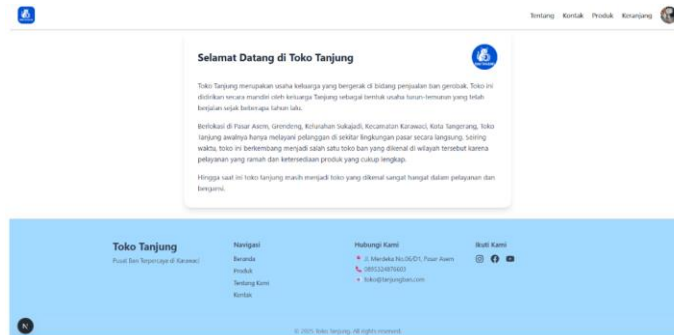 Tentang Kontak Produk Keranjang
Selamat Datang di Toko Tanjung
Toko Tanjung merupakan usaha keluarga yang bergerak di bidang penjualan ban gerobak. Toko ini
didirikan secara mandiri oleh keluarga Tanjung sebagai bentuk usaha turun-temurun yang telah
berjalan sejak beberapa tahun lalu.
Berlokasi di Pasar Axem, Grendeng, Kelurahan Sukajadi, Kecamatan Karawaci, Kota Tangerang, Toko
Tanjung awalnya hanya melayani pelanggan di sekitar lingkungan pasar secara langsung. Seiring
waktu, toko ini berkembang menjadi salah satu toko ban yang dikenal di wilayah tersebut karena
pelayanan yang ramah dan ketersediaan produk yang cukup lengkap.
Hingga saat ini toko tanjung masih menjadi toko yang dikenal sangat hangat dalam pelayanan dan
bergansi.
Toko Tanjung
Pusat Ban Terpercaya di Karawaci
Navigasi
Beranda
Produk
Tentang Kami
Kontak
Hubungi Kami
Jl. Merdeka No.06/D1, Pasar Axem
0895324876603
toko@tanjungban.com
Ikuti Kami
N
© 2025 Toko Tanjung. All rights reserved.